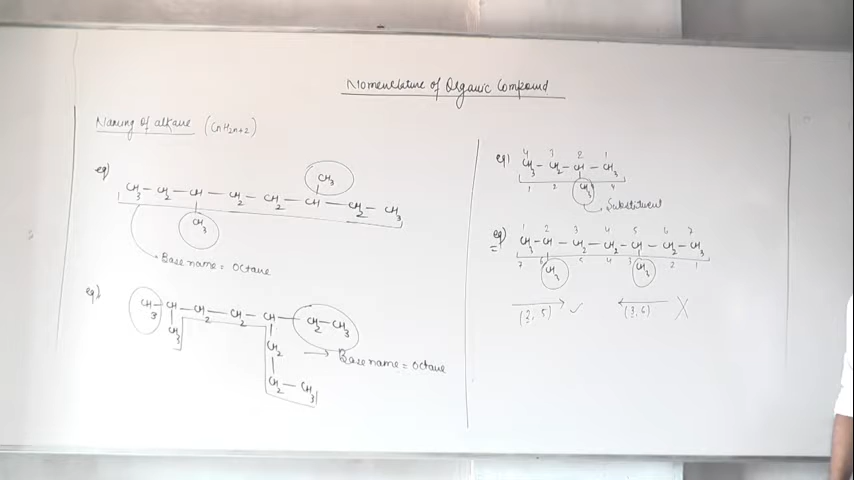 Nomenclature of Organic Compound
Naming of alkane (CnH2n+2)
eg)
CH3
CH3 - CH2 - CH - CH2 - CH2 - CH - CH2 - CH3
CH3
Base name = Octane
eg)
CH3 - CH - CH2 - CH2 - CH - CH2 - CH3
CH3
CH2
Base name = Octane
CH2 - CH3
eg)
4 3 2 1
CH3 - CH2 - CH - CH3
1 2 4
CH3
Substituent
eg)
1 2 3 4 5 6 7
CH3 - CH - CH2 - CH2 - CH - CH2 - CH3
7 6 5 4 3 2 1
CH3 CH3
(2, 5) ✓ (3, 6) X